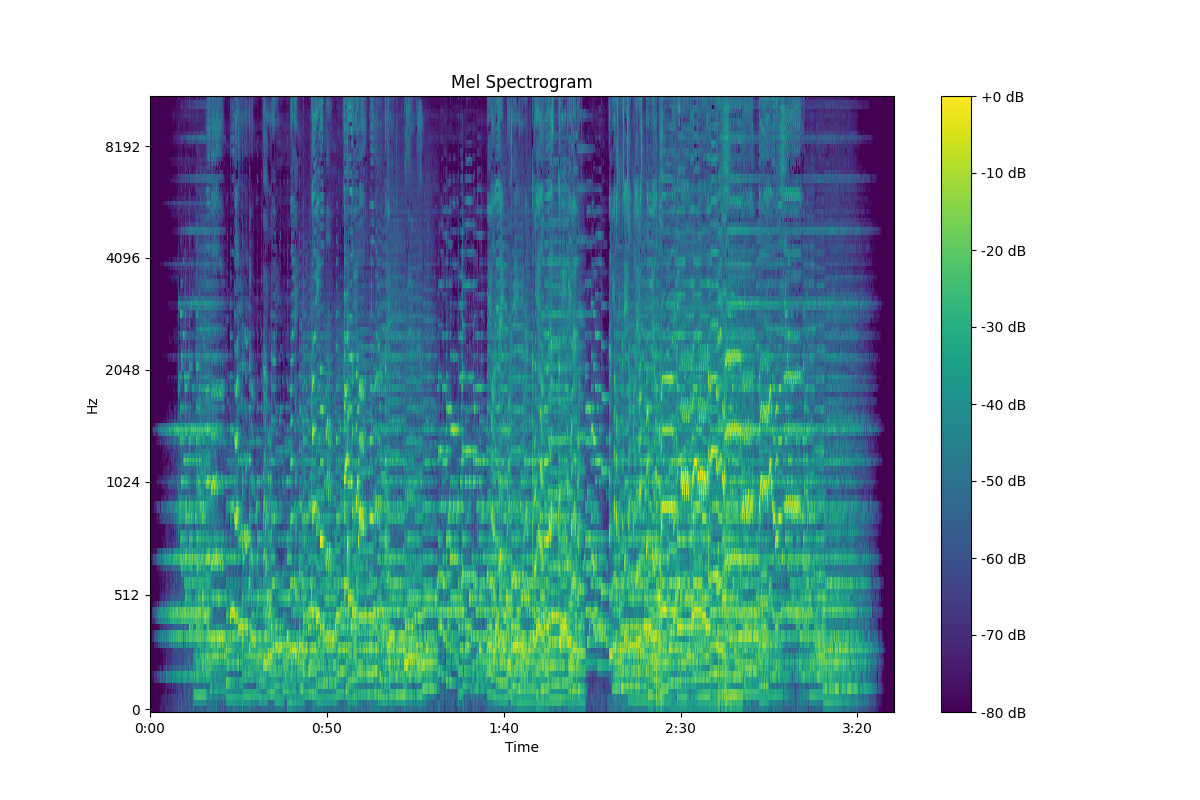 Mel Spectrogram
8192
4096
2048
1024
512
0
Hz
0:00 0:50 1:40 2:30 3:20
Time
+0 dB
-10 dB
-20 dB
-30 dB
-40 dB
-50 dB
-60 dB
-70 dB
-80 dB